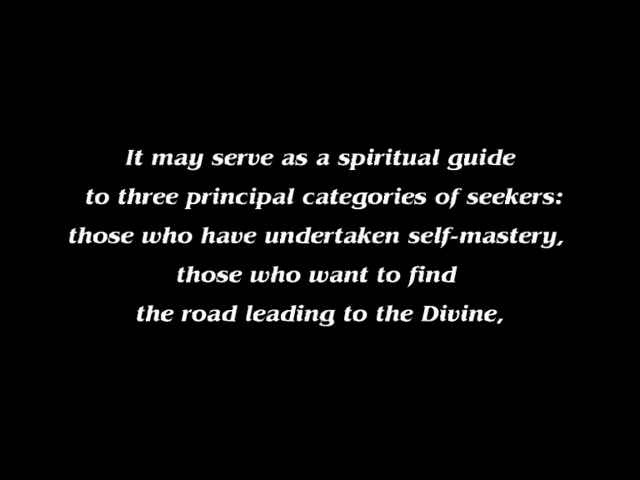 It may serve as a spiritual guide
to three principal categories of seekers:
those who have undertaken self-mastery,
those who want to find
the road leading to the Divine,